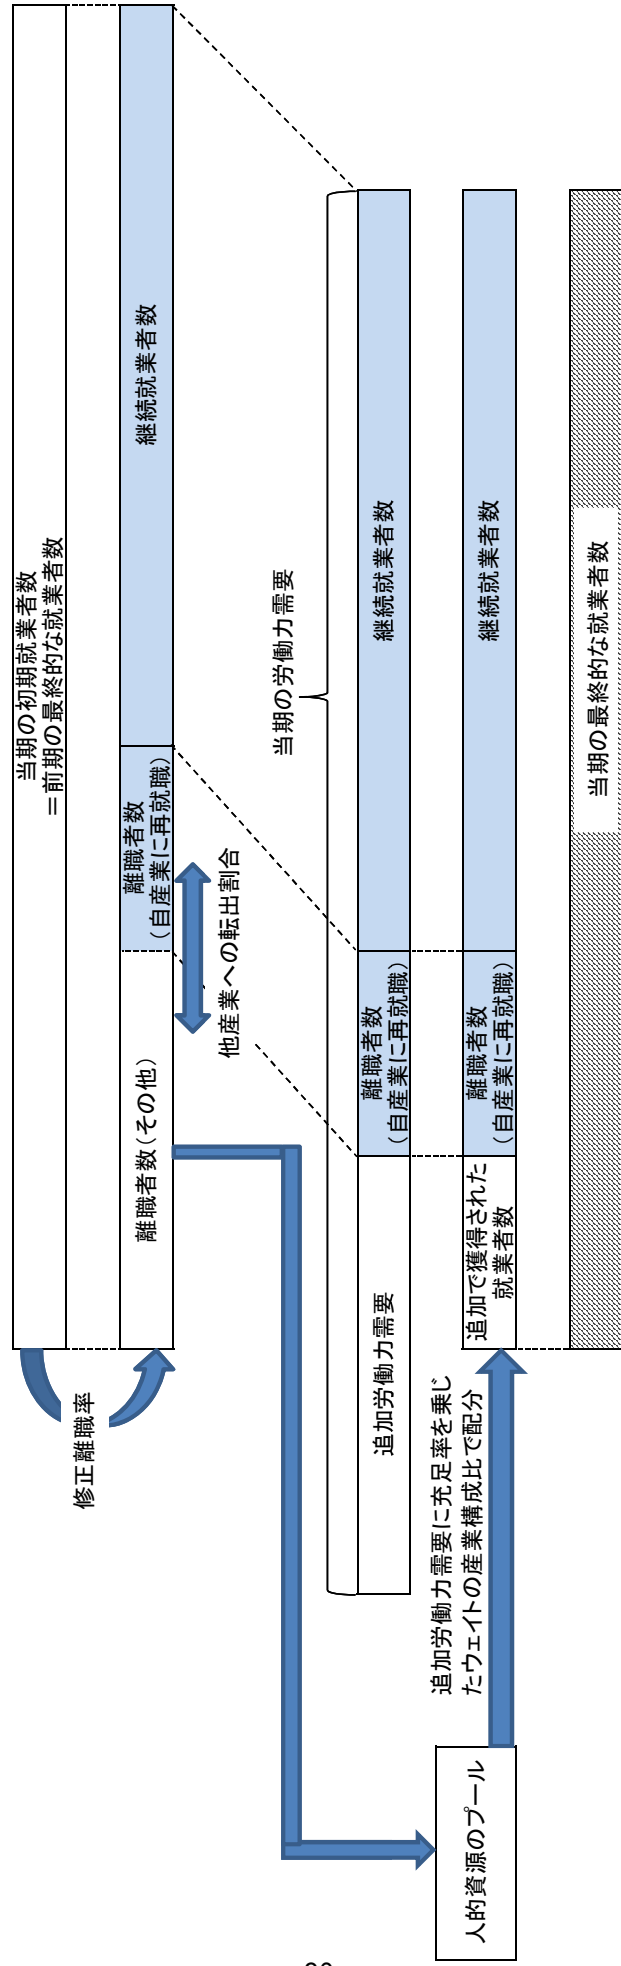 当期の初期就業者数
＝前期の最終的な就業者数
修正離職率
離職者数（その他）
離職者数
（自産業に再就職）
継続就業者数
他産業への転出割合
当期の労働力需要
追加労働力需要
離職者数
（自産業に再就職）
継続就業者数
人的資源のプール
追加労働力需要に充足率を乗じ
たウェイトの産業構成比で配分
追加で獲得された
就業者数
離職者数
（自産業に再就職）
継続就業者数
当期の最終的な就業者数